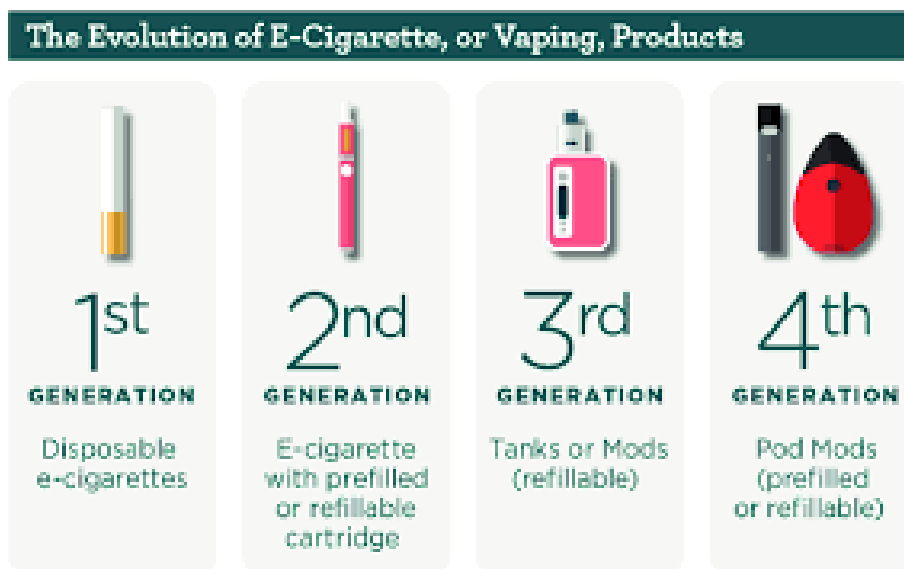 The Evolution of E-Cigarette, or Vaping, Products
1st
GENERATION
Disposable
e-cigarettes
2nd
GENERATION
E-cigarette
with prefilled
or refillable
cartridge
3rd
GENERATION
Tanks or Mods
(refillable)
4th
GENERATION
Pod Mods
(prefilled
or refillable)